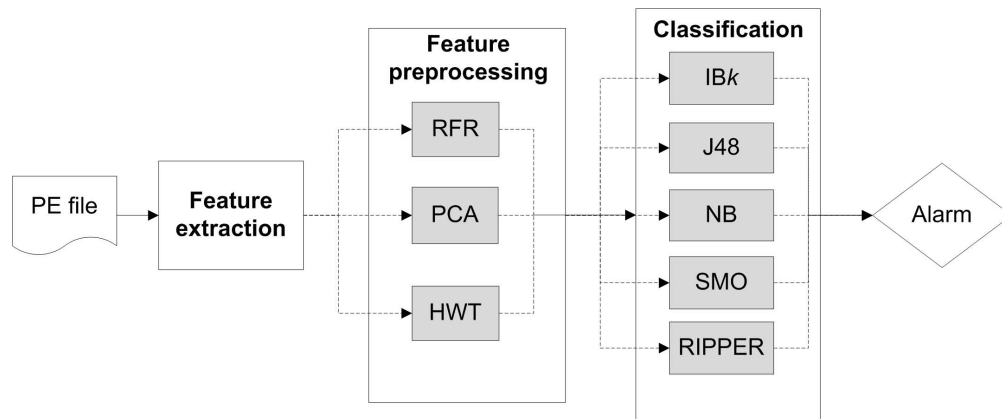 PE file
Feature
extraction
Feature
preprocessing
RFR
PCA
HWT
Classification
IBk
J48
NB
SMO
RIPPER
Alarm